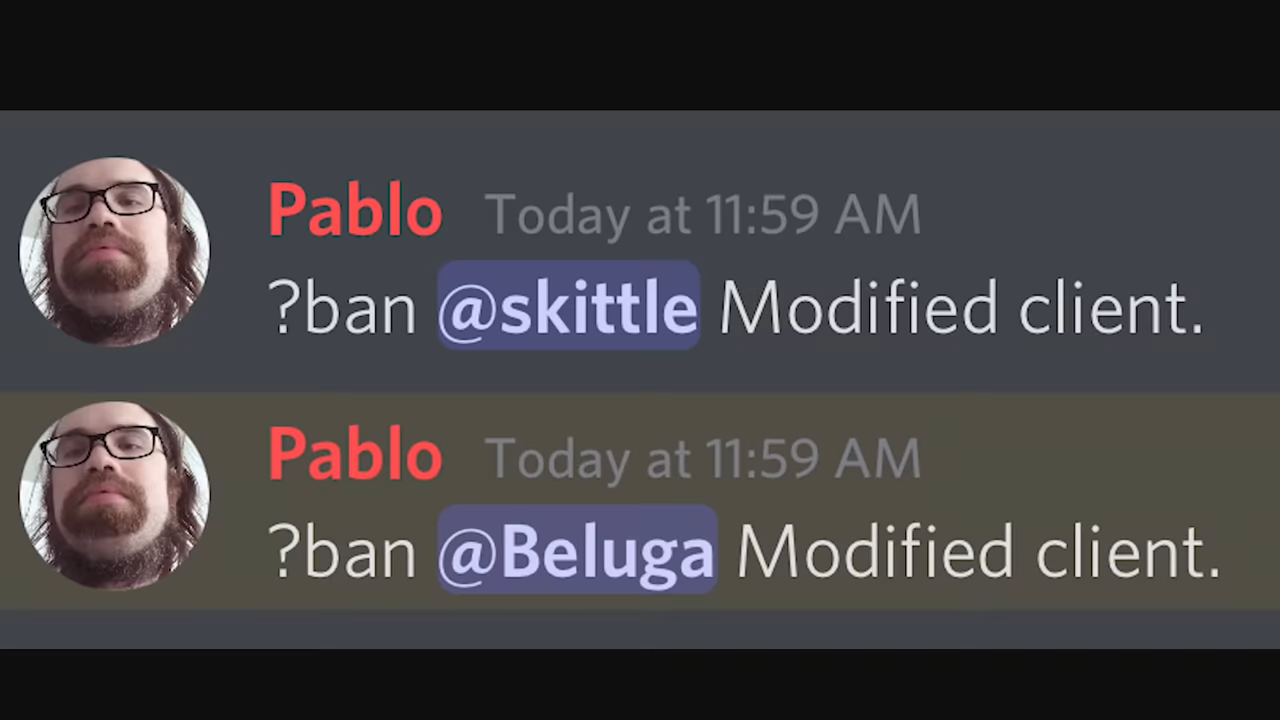 Pablo Today at 11:59 AM
?ban @skittle Modified client.
Pablo Today at 11:59 AM
?ban @Beluga Modified client.